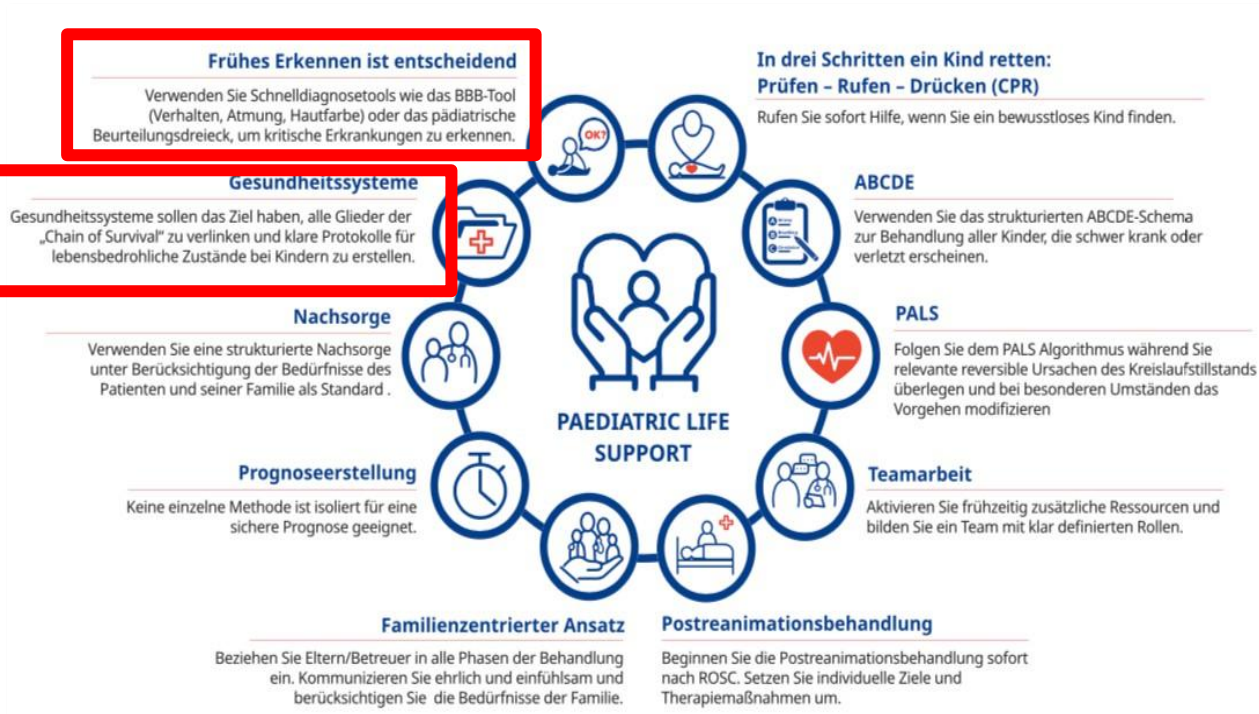 Frühes Erkennen ist entscheidend
Verwenden Sie Schnelldiagnosetools wie das BBB-Tool
(Verhalten, Atmung, Hautfarbe) oder das pädiatrische
Beurteilungsdreieck, um kritische Erkrankungen zu erkennen.
OK?
In drei Schritten ein Kind retten:
Prüfen – Rufen – Drücken (CPR)
Rufen Sie sofort Hilfe, wenn Sie ein bewusstloses Kind finden.
Gesundheitssysteme
Gesundheitssysteme sollen das Ziel haben, alle Glieder der
„Chain of Survival“ zu verlinken und klare Protokolle für
lebensbedrohliche Zustände bei Kindern zu erstellen.
ABCDE
Verwenden Sie das strukturierten ABCDE-Schema
zur Behandlung aller Kinder, die schwer krank oder
verletzt erscheinen.
Nachsorge
Verwenden Sie eine strukturierte Nachsorge
unter Berücksichtigung der Bedürfnisse des
Patienten und seiner Familie als Standard .
PALS
Folgen Sie dem PALS Algorithmus während Sie
relevante reversible Ursachen des Kreislaufstillstands
überlegen und bei besonderen Umständen das
Vorgehen modifizieren
PAEDIATRIC LIFE
SUPPORT
Prognoseerstellung
Keine einzelne Methode ist isoliert für eine
sichere Prognose geeignet.
Teamarbeit
Aktivieren Sie frühzeitig zusätzliche Ressourcen und
bilden Sie ein Team mit klar definierten Rollen.
Familienzentrierter Ansatz
Beziehen Sie Eltern/Betreuer in alle Phasen der Behandlung
ein. Kommunizieren Sie ehrlich und einfühlsam und
berücksichtigen Sie die Bedürfnisse der Familie.
Postreanimationsbehandlung
Beginnen Sie die Postreanimationsbehandlung sofort
nach ROSC. Setzen Sie individuelle Ziele und
Therapiemaßnahmen um.